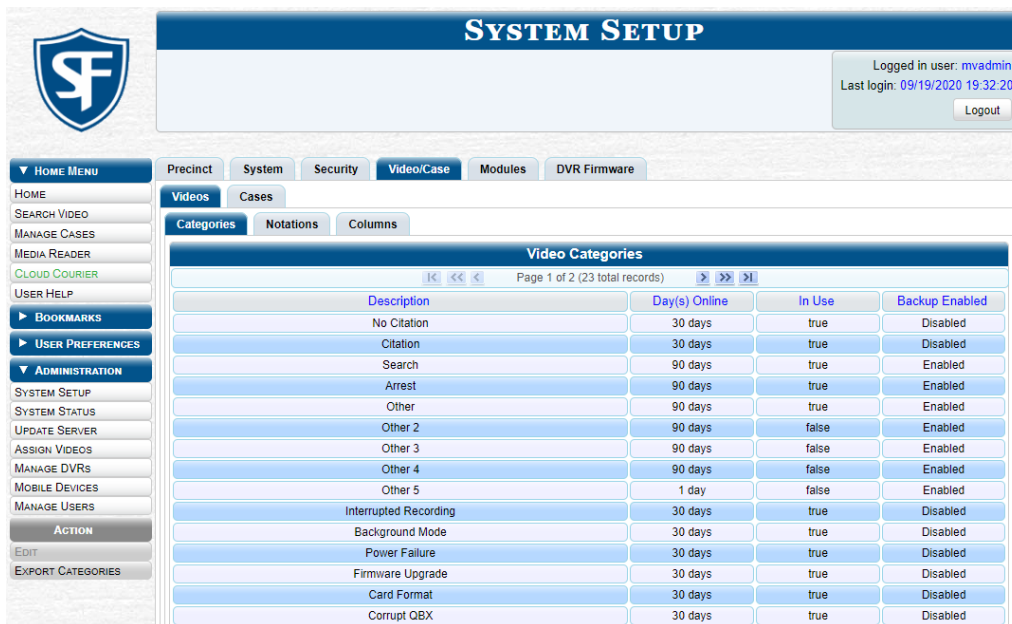 SYSTEM SETUP
SF
Logged in user: mvadmin
Last login: 09/19/2020 19:32:20
Logout
▼ HOME MENU
HOME
SEARCH VIDEO
MANAGE CASES
MEDIA READER
CLOUD COURIER
USER HELP
► BOOKMARKS
► USER PREFERENCES
▼ ADMINISTRATION
SYSTEM SETUP
SYSTEM STATUS
UPDATE SERVER
ASSIGN VIDEOS
MANAGE DVRS
MOBILE DEVICES
MANAGE USERS
ACTION
EDIT
EXPORT CATEGORIES
Precinct System Security Video/Case Modules DVR Firmware
Videos Cases
Categories Notations Columns
Video Categories
Page 1 of 2 (23 total records)
Description Day(s) Online In Use Backup Enabled
No Citation 30 days true Disabled
Citation 30 days true Disabled
Search 90 days true Enabled
Arrest 90 days true Enabled
Other 90 days true Enabled
Other 2 90 days false Enabled
Other 3 90 days false Enabled
Other 4 90 days false Enabled
Other 5 1 day false Enabled
Interrupted Recording 30 days true Disabled
Background Mode 30 days true Disabled
Power Failure 30 days true Disabled
Firmware Upgrade 30 days true Disabled
Card Format 30 days true Disabled
Corrupt QBX 30 days true Disabled